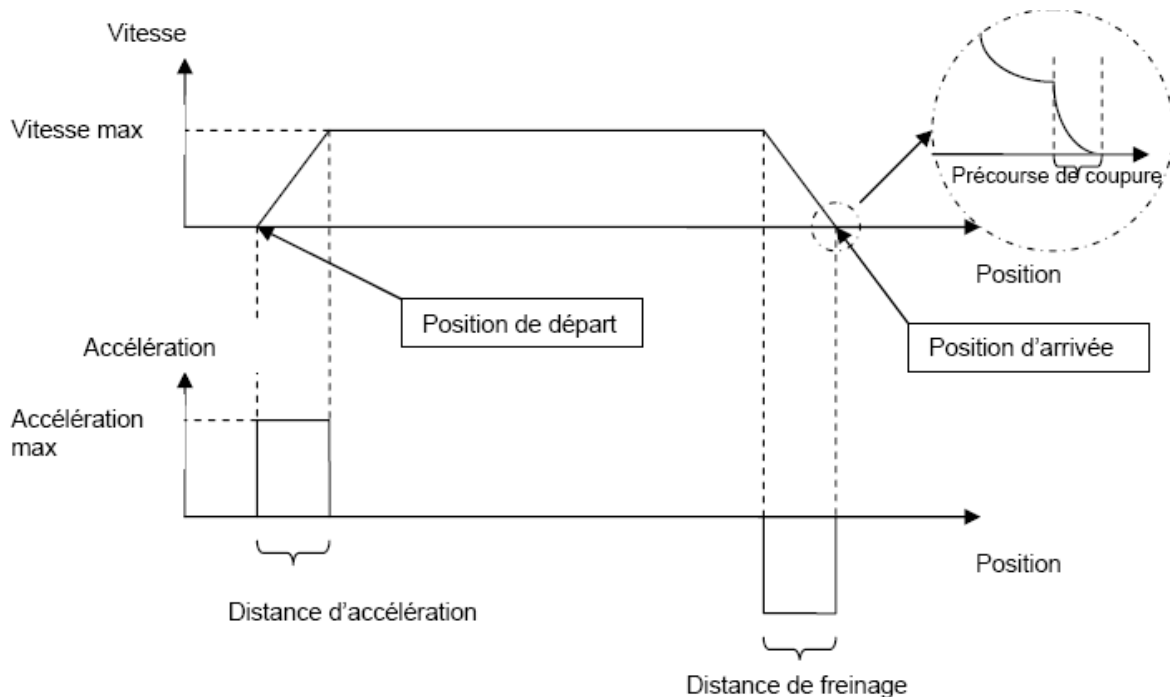 Vitesse
Vitesse max
Précourse de coupure
Position
Position de départ
Position d'arrivée
Accélération
Accélération
max
Position
Distance d'accélération
Distance de freinage